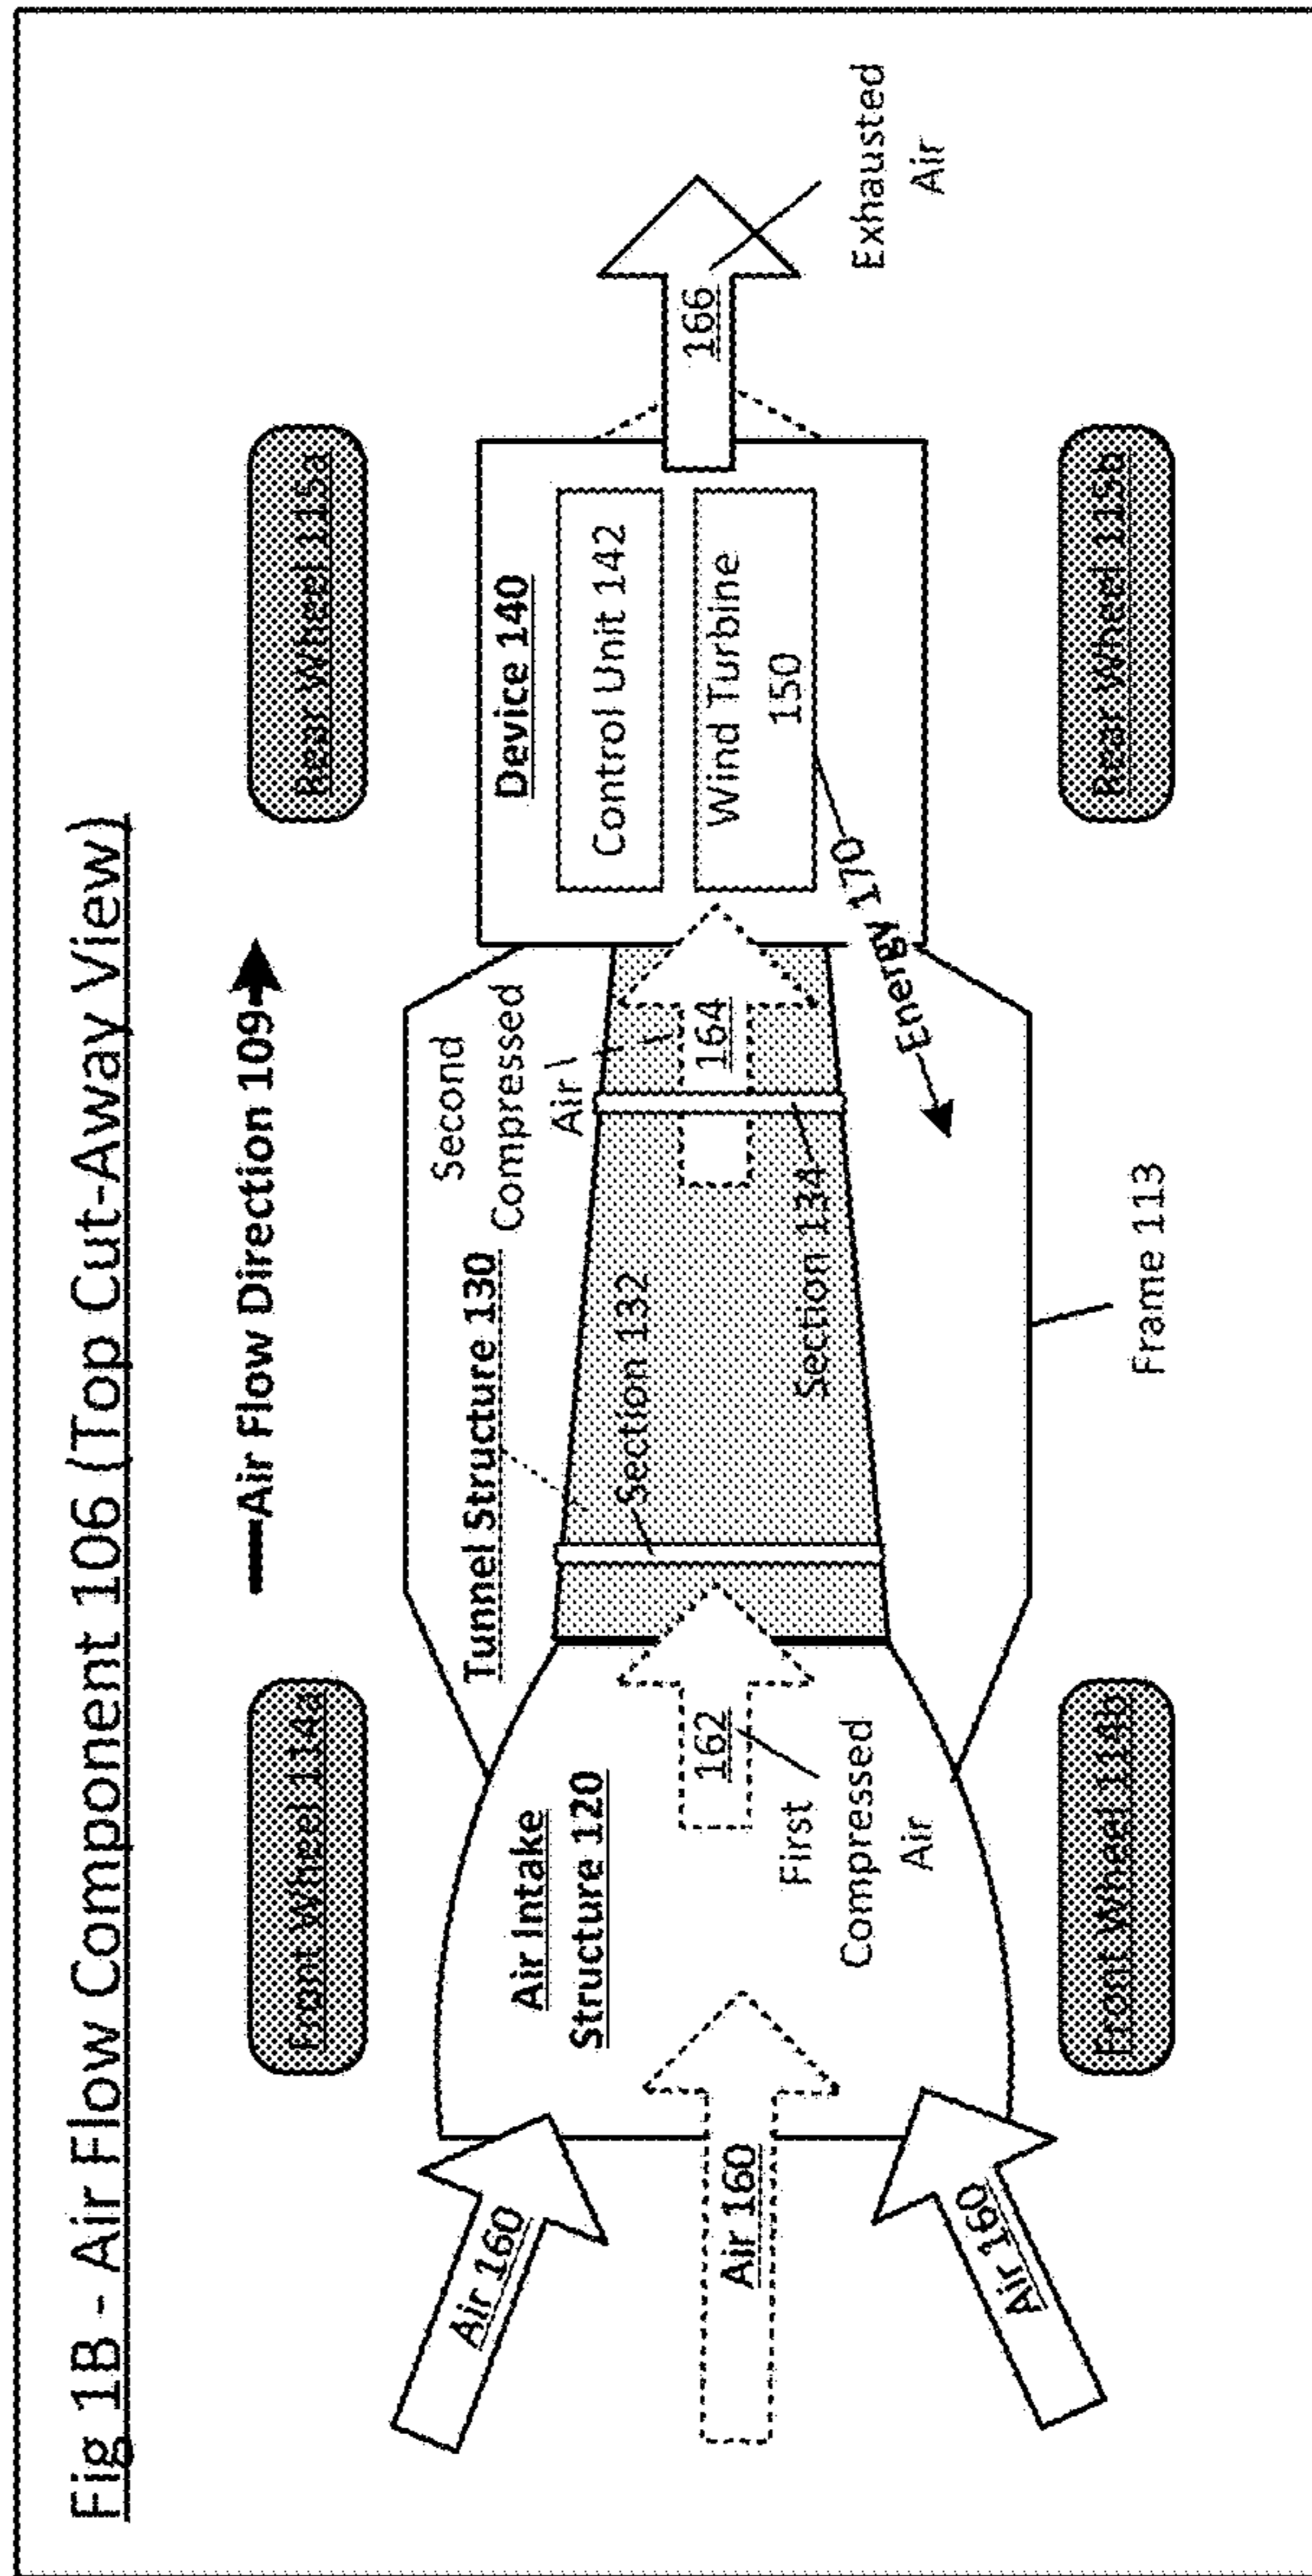 Fig 1B - Air Flow Component 106 (Top Cut-Away View)
Air Flow Direction 109
Front Wheel 114a
Rear Wheel 115a
Tunnel Structure 130
Second
Compressed
Air
Air Intake
Structure 120
Device 140
Control Unit 142
Wind Turbine
150
Air 160
Air 160
Air 160
162
First
Compressed
Air
Section 132
Section 134
164
166
Exhausted
Air
Energy 170
Front Wheel 114b
Rear Wheel 115b
Frame 113